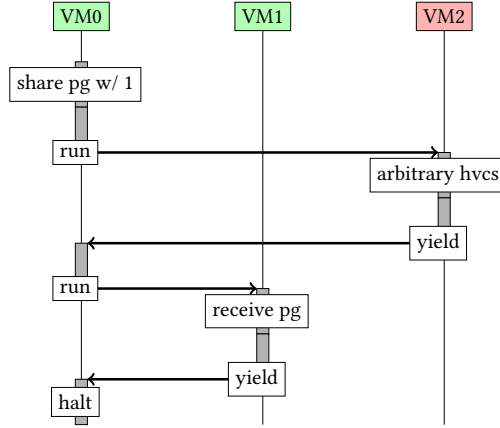 VM0 VM1 VM2
share pg w/ 1
run
arbitrary hvcs
yield
run
receive pg
yield
halt